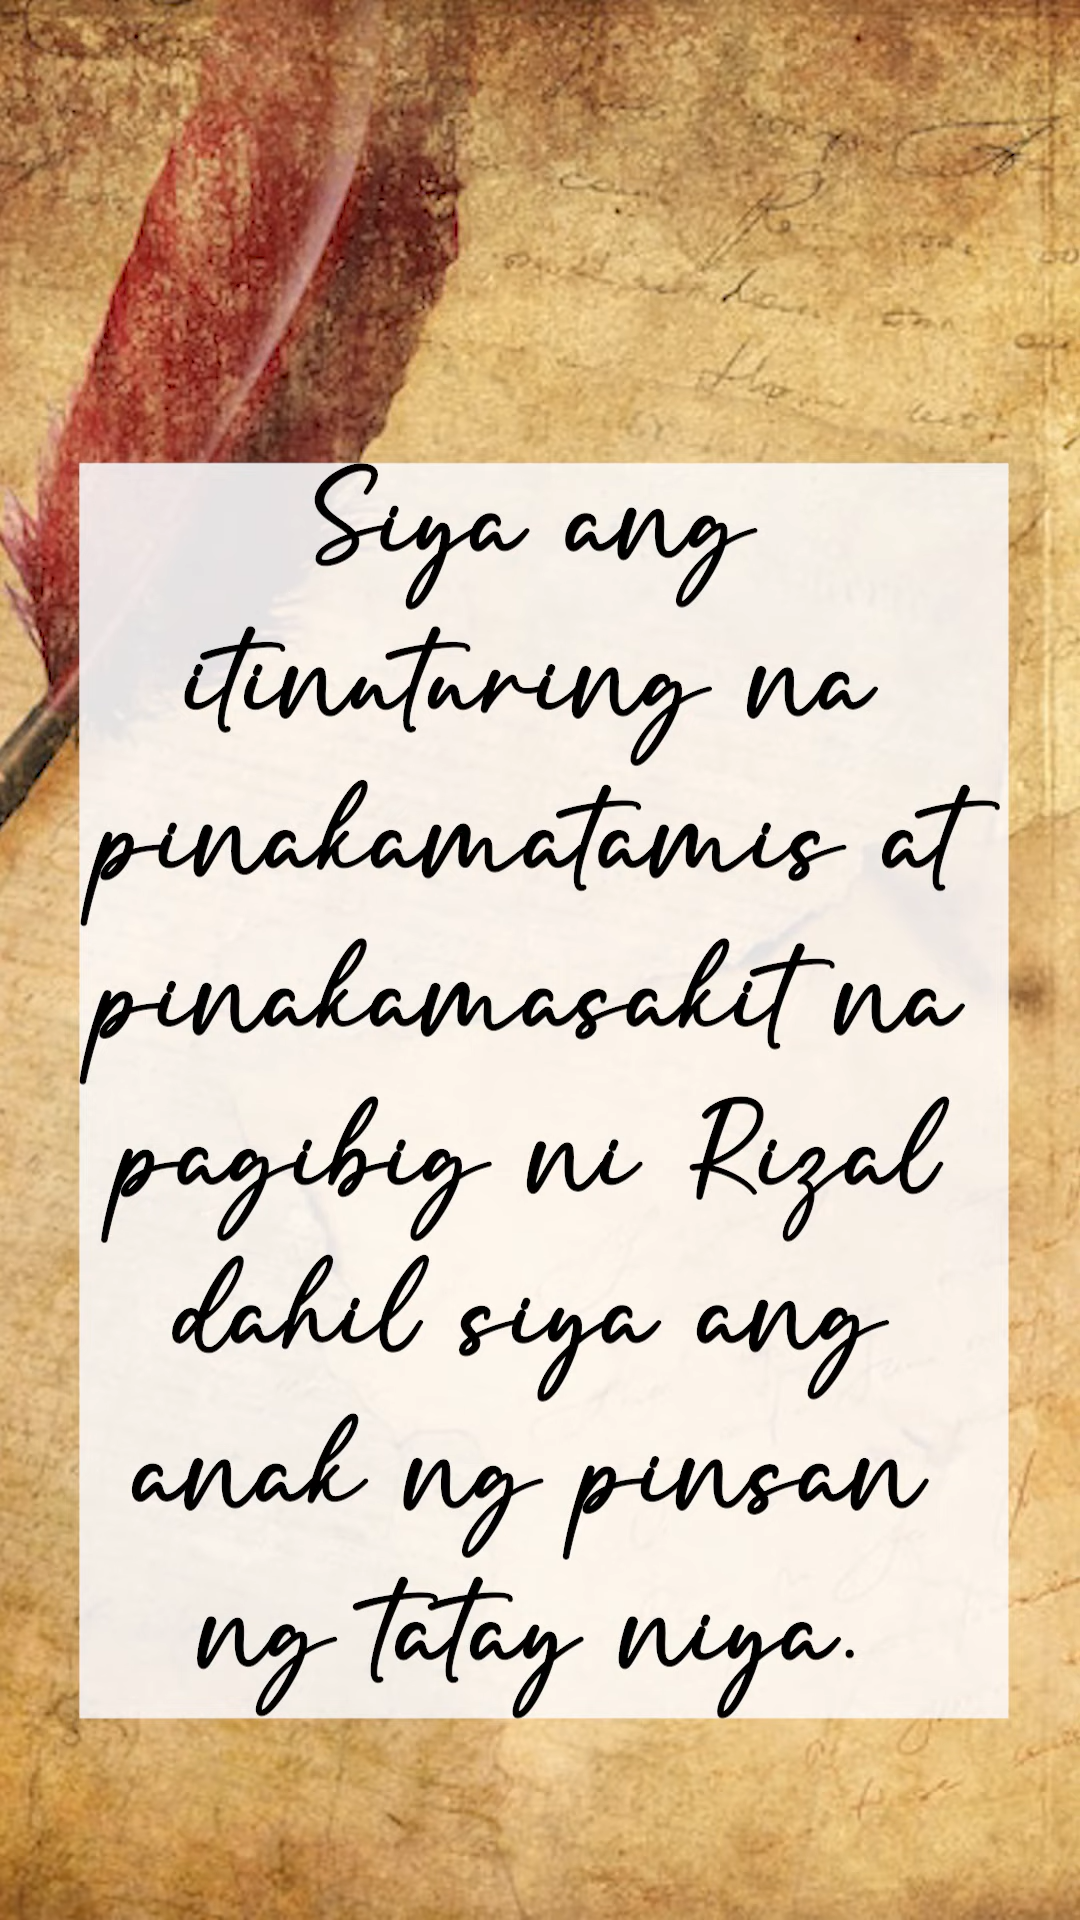 Siya ang
itinuturing na
pinakamatamis at
pinakamasakit na
pagibig ni Rizal
dahil siya ang
anak ng pinsan
ng tatay niya.